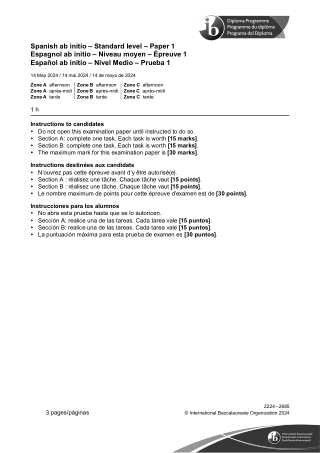 Diploma Programme
Programme du diplôme
Programa del Diploma
Spanish ab initio – Standard level – Paper 1
Espagnol ab initio – Niveau moyen – Épreuve 1
Español ab initio – Nivel Medio – Prueba 1
14 May 2024 / 14 mai 2024 / 14 de mayo de 2024
Zone A afternoon Zone B afternoon Zone C afternoon
Zone A après-midi Zone B après-midi Zone C après-midi
Zona A tarde Zona B tarde Zona C tarde
1 h
Instructions to candidates
• Do not open this examination paper until instructed to do so.
• Section A: complete one task. Each task is worth [15 marks].
• Section B: complete one task. Each task is worth [15 marks].
• The maximum mark for this examination paper is [30 marks].
Instructions destinées aux candidats
• N'ouvrez pas cette épreuve avant d'y être autorisé(e).
• Section A : réalisez une tâche. Chaque tâche vaut [15 points].
• Section B : réalisez une tâche. Chaque tâche vaut [15 points].
• Le nombre maximum de points pour cette épreuve d'examen est de [30 points].
Instrucciones para los alumnos
• No abra esta prueba hasta que se lo autoricen.
• Sección A: realice una de las tareas. Cada tarea vale [15 puntos].
• Sección B: realice una de las tareas. Cada tarea vale [15 puntos].
• La puntuación máxima para esta prueba de examen es [30 puntos].
2224–2685
3 pages/páginas
© International Baccalaureate Organization 2024
International Baccalaureate
Baccalauréat International
Bachillerato Internacional